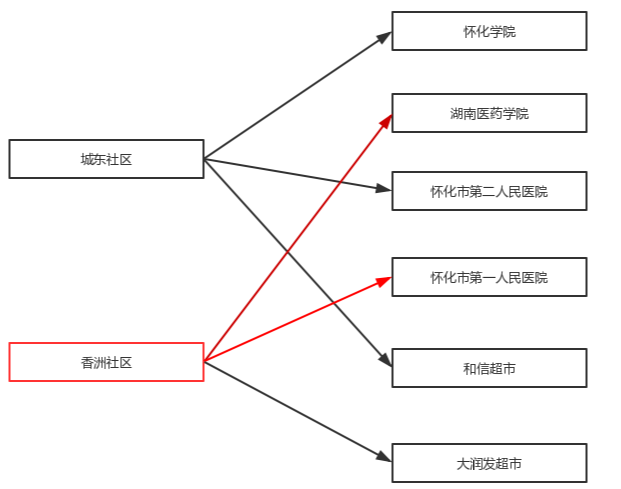 怀化学院
湖南医药学院
城东社区
怀化市第二人民医院
怀化市第一人民医院
香洲社区
和信超市
大润发超市